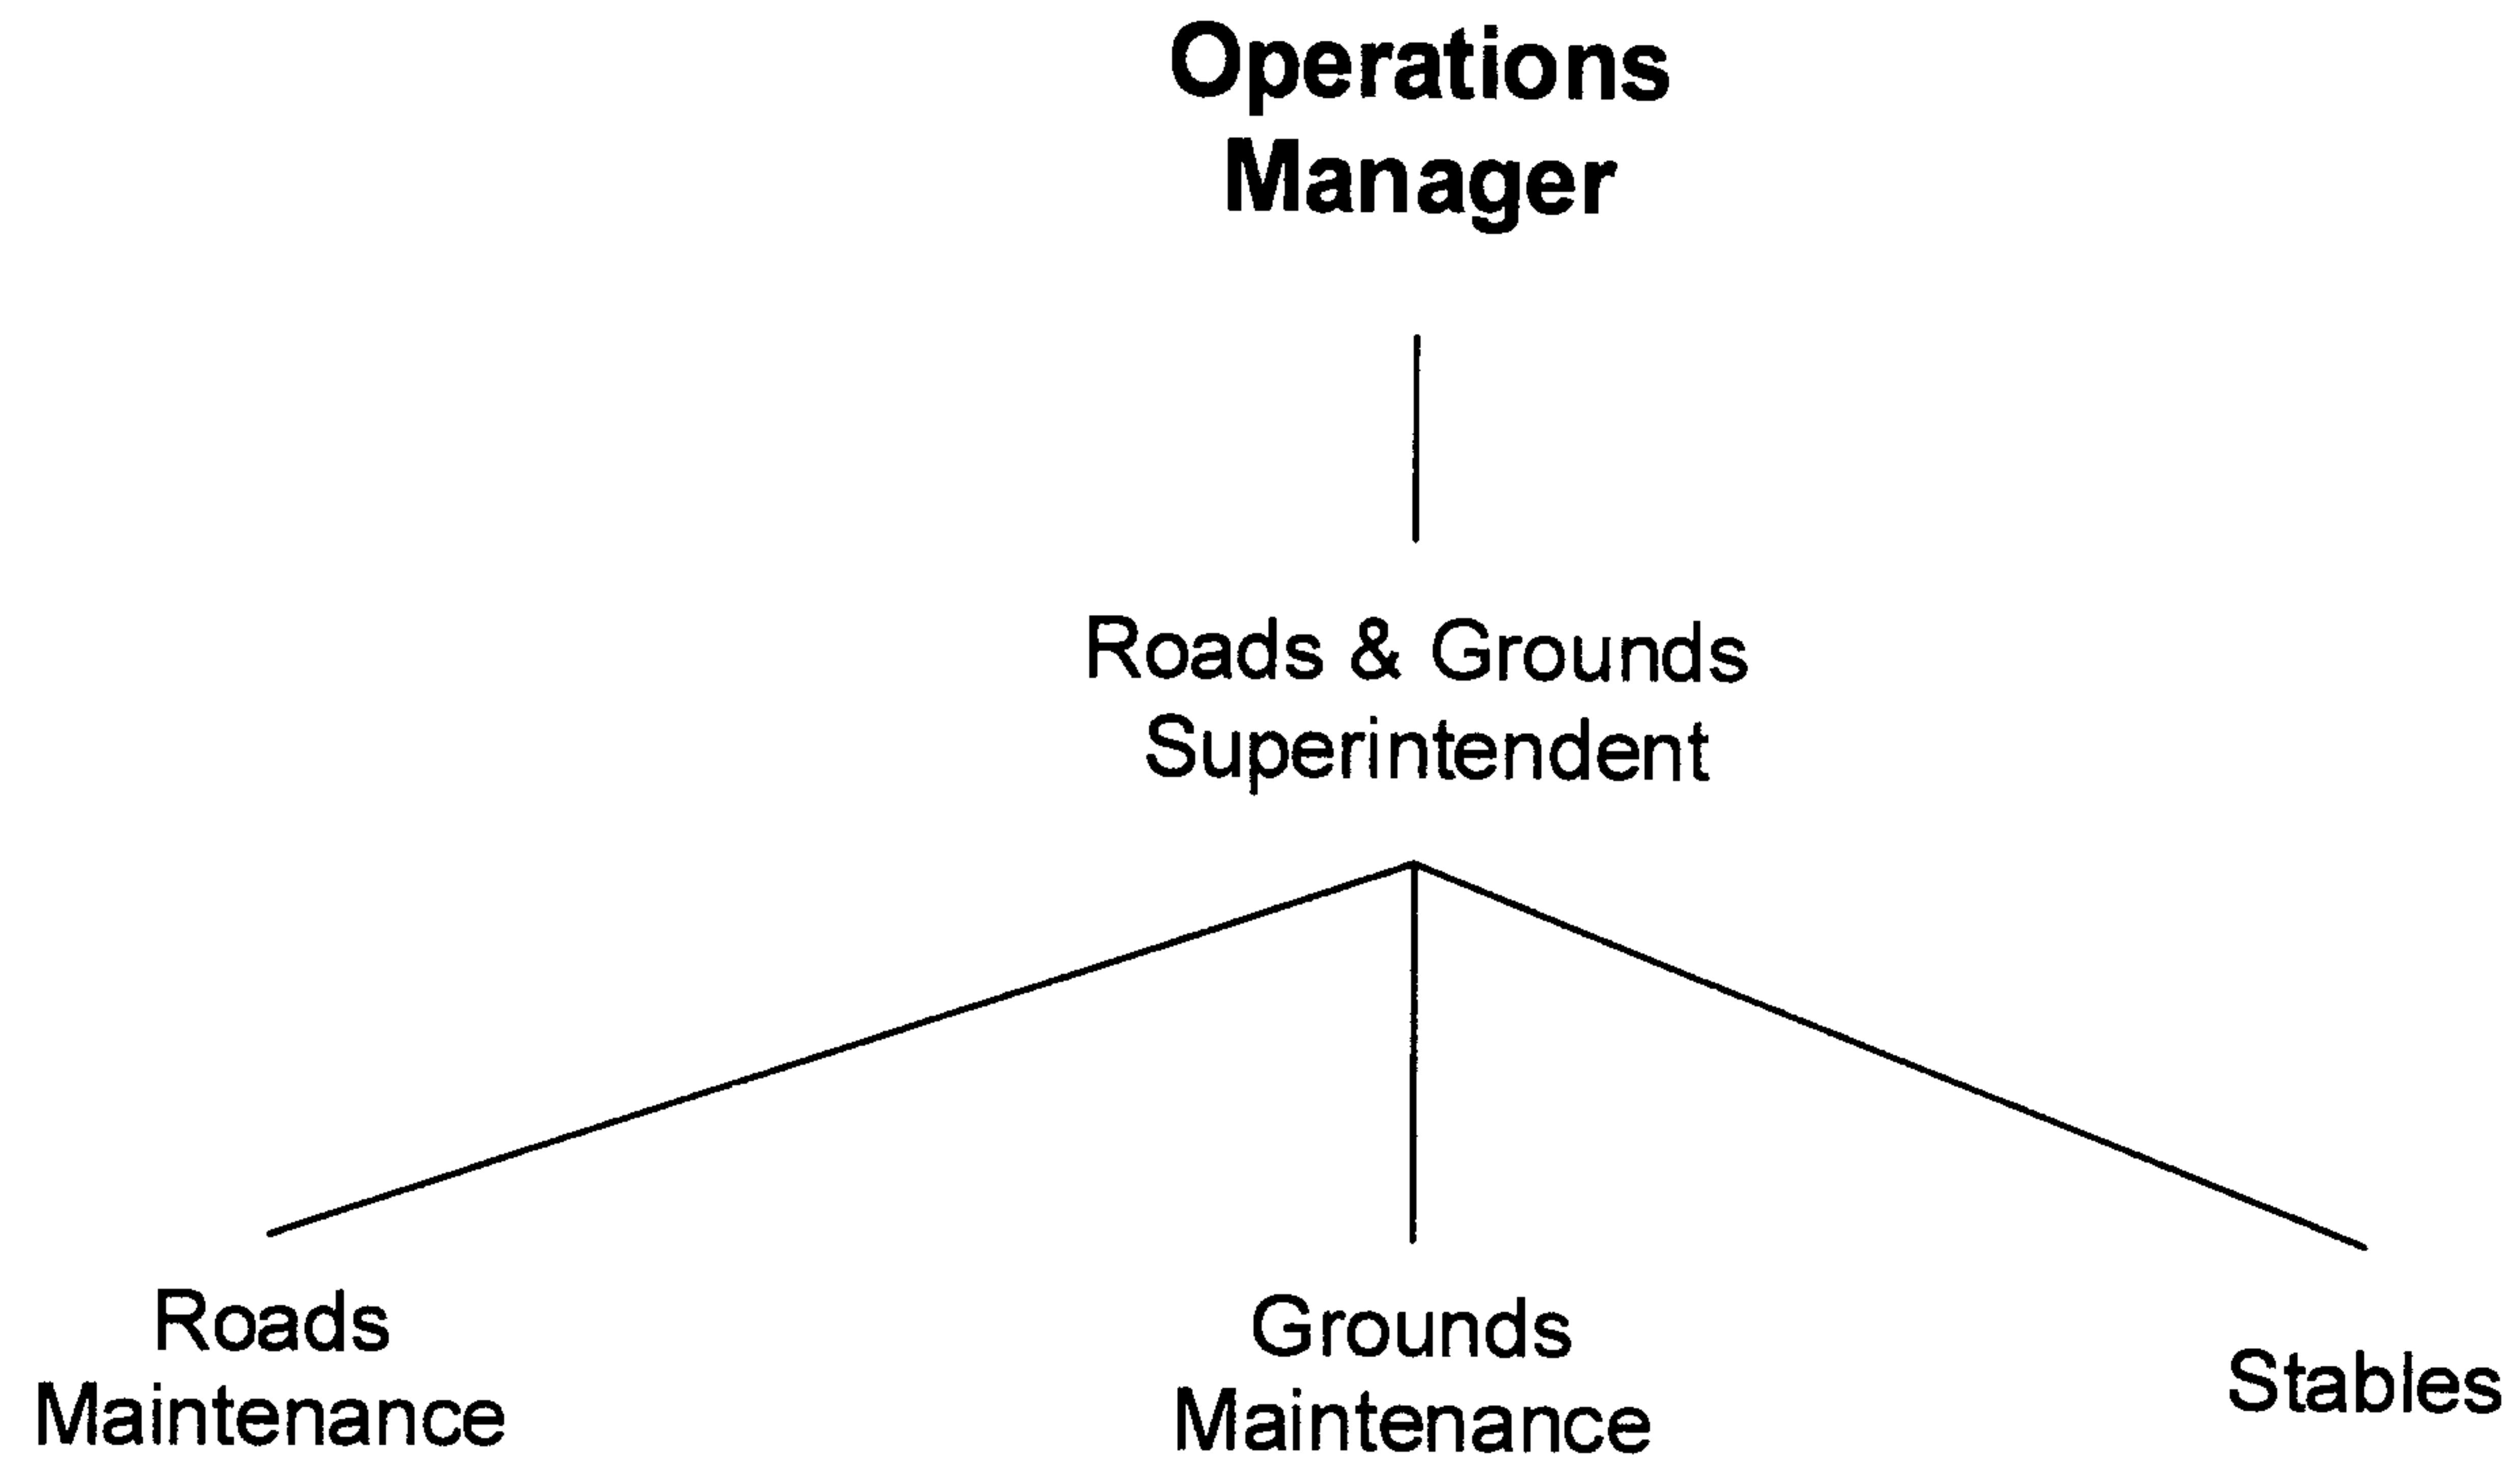 Operations
Manager
Roads & Grounds
Superintendent
Roads
Maintenance
Grounds
Maintenance
Stables